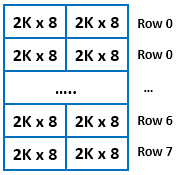 2K x 8 2K x 8 Row 0
2K x 8 2K x 8 Row 0
..... ...
2K x 8 2K x 8 Row 6
2K x 8 2K x 8 Row 7